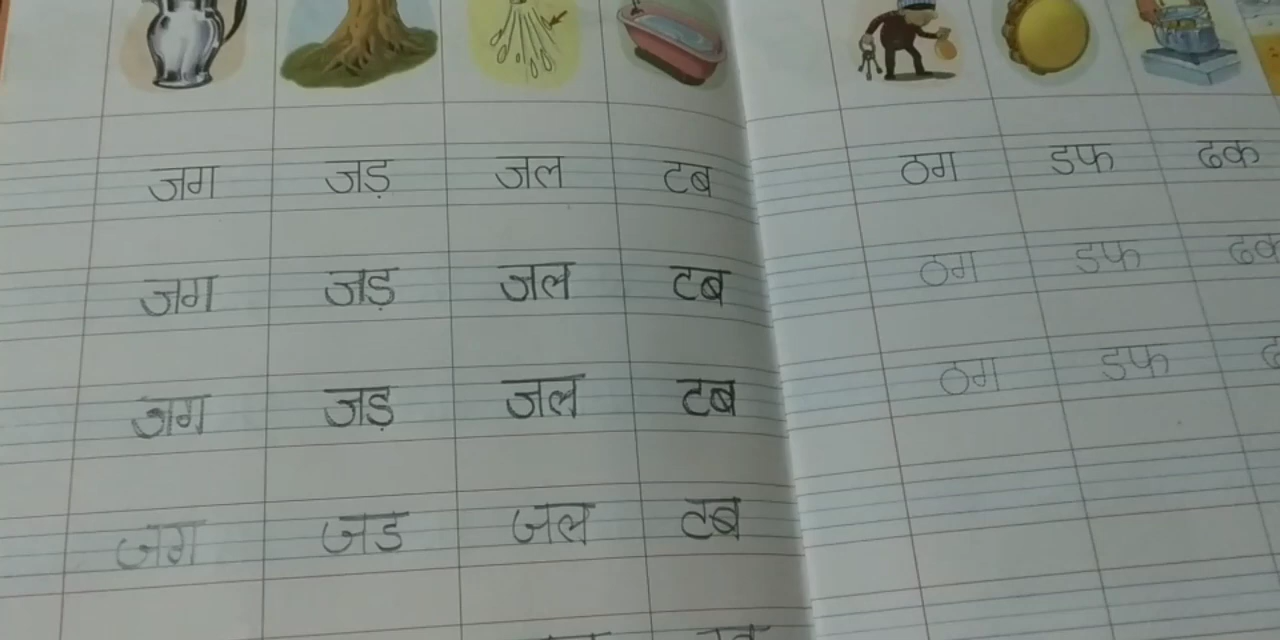 जग जड़ जल टब
जग जड़ जल टब
जग जड़ जल टब
जग जड जल टब
ठग डफ ढक
ठग डफ ढक
ठग डफ